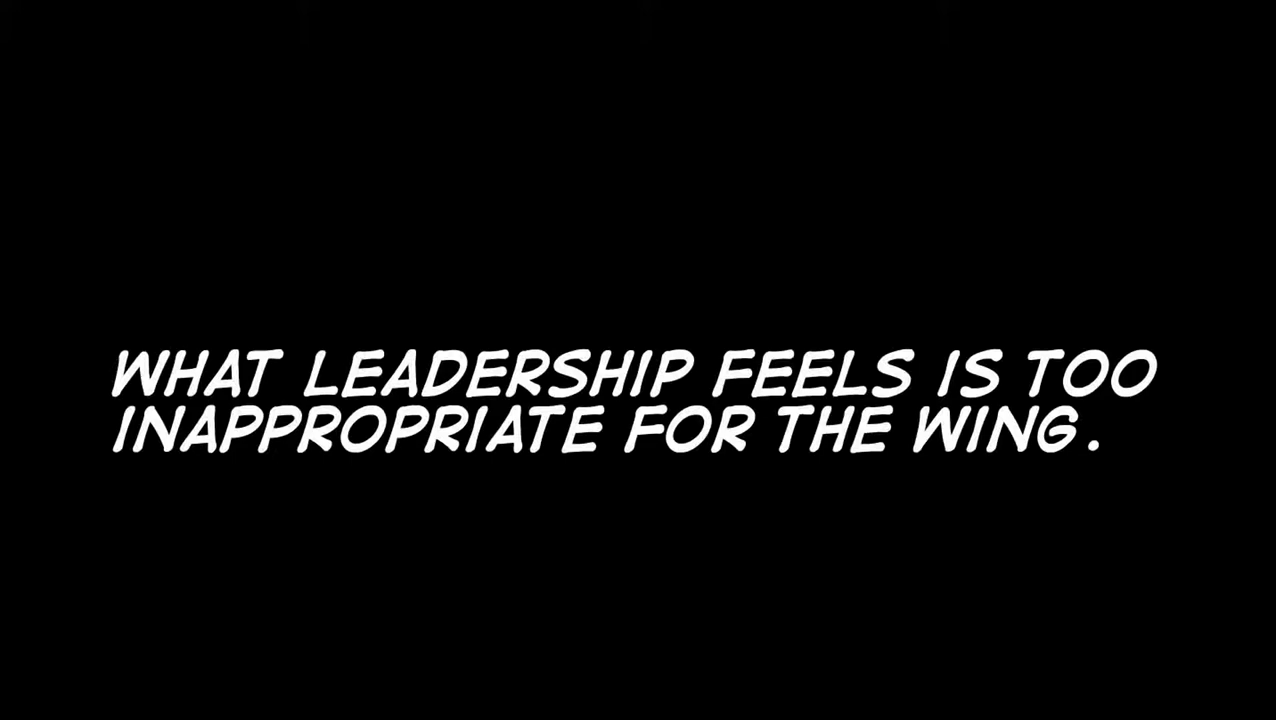 WHAT LEADERSHIP FEELS IS TOO
INAPPROPRIATE FOR THE WING.